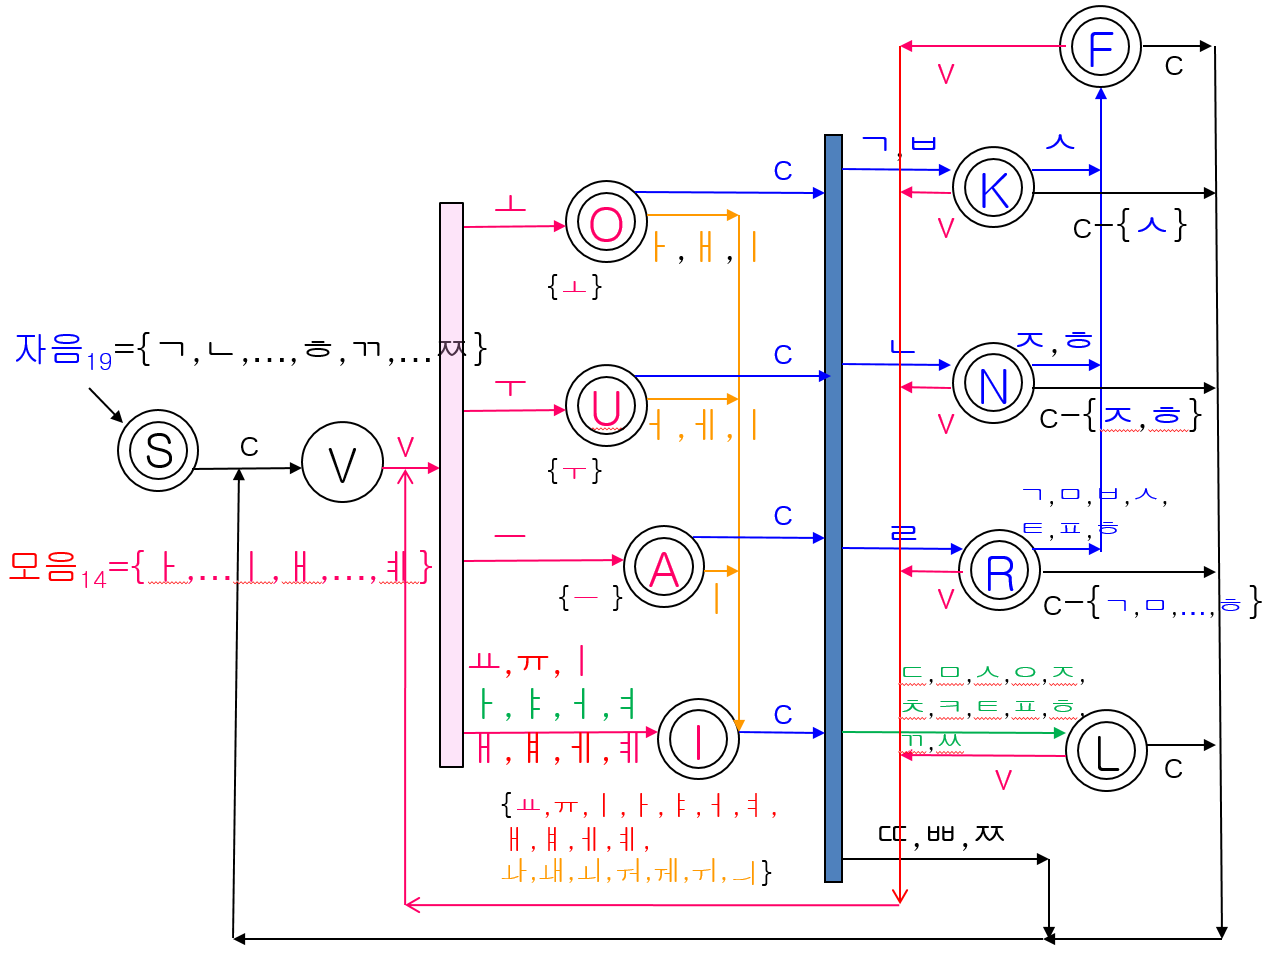 F
V
C
ㄱ,ㅂ
ㅅ
C
K
ㅗ
O
V
C-{ㅅ}
ㅏ,ㅐ,ㅣ
{ㅗ}
자음19={ㄱ,ㄴ,...,ㅎ,ㄲ,...ㅉ}
C
ㄴ
ㅈ,ㅎ
ㅜ
U
N
V
C-{ㅈ,ㅎ}
ㅓ,ㅔ,ㅣ
S
C
V
V
{ㅜ}
ㄱ,ㅁ,ㅂ,ㅅ,
ㅌ,ㅍ,ㅎ
C
ㅡ
ㄹ
모음14={ㅏ,...ㅣ,ㅐ,...,ㅖ}
A
R
{ㅡ }
ㅣ
V
C-{ㄱ,ㅁ,...,ㅎ}
ㅛ,ㅠ,ㅣ
ㅏ,ㅑ,ㅓ,ㅕ
ㅐ,ㅒ,ㅔ,ㅖ
ㄷ,ㅁ,ㅅ,ㅇ,ㅈ,
ㅊ,ㅋ,ㅌ,ㅍ,ㅎ,
ㄲ,ㅆ
C
I
L
V
C
{ㅛ,ㅠ,ㅣ,ㅏ,ㅑ,ㅓ,ㅕ,
ㅐ,ㅒ,ㅔ,ㅖ,
ㅘ,ㅙ,ㅚ,ㅝ,ㅞ,ㅟ,ㅢ}
ㄸ,ㅃ,ㅉ